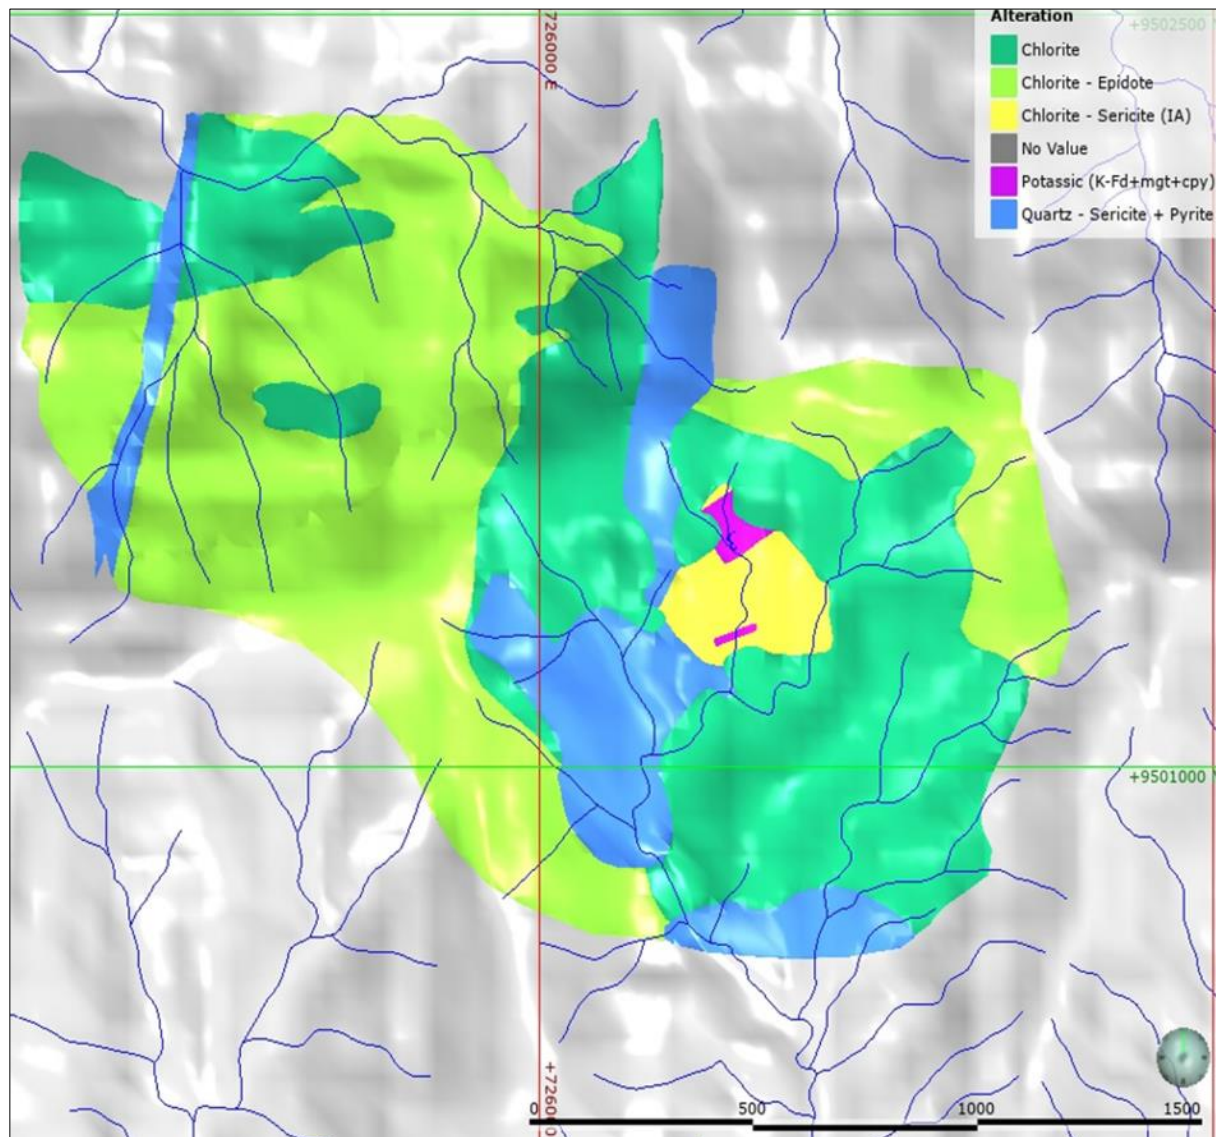 Alteration
Chlorite
Chlorite - Epidote
Chlorite - Sericite (IA)
No Value
Potassic (K-Fd+mgt+cpy)
Quartz - Sericite + Pyrite
+9502500
726000 E
+9501000
0 500 1000 1500